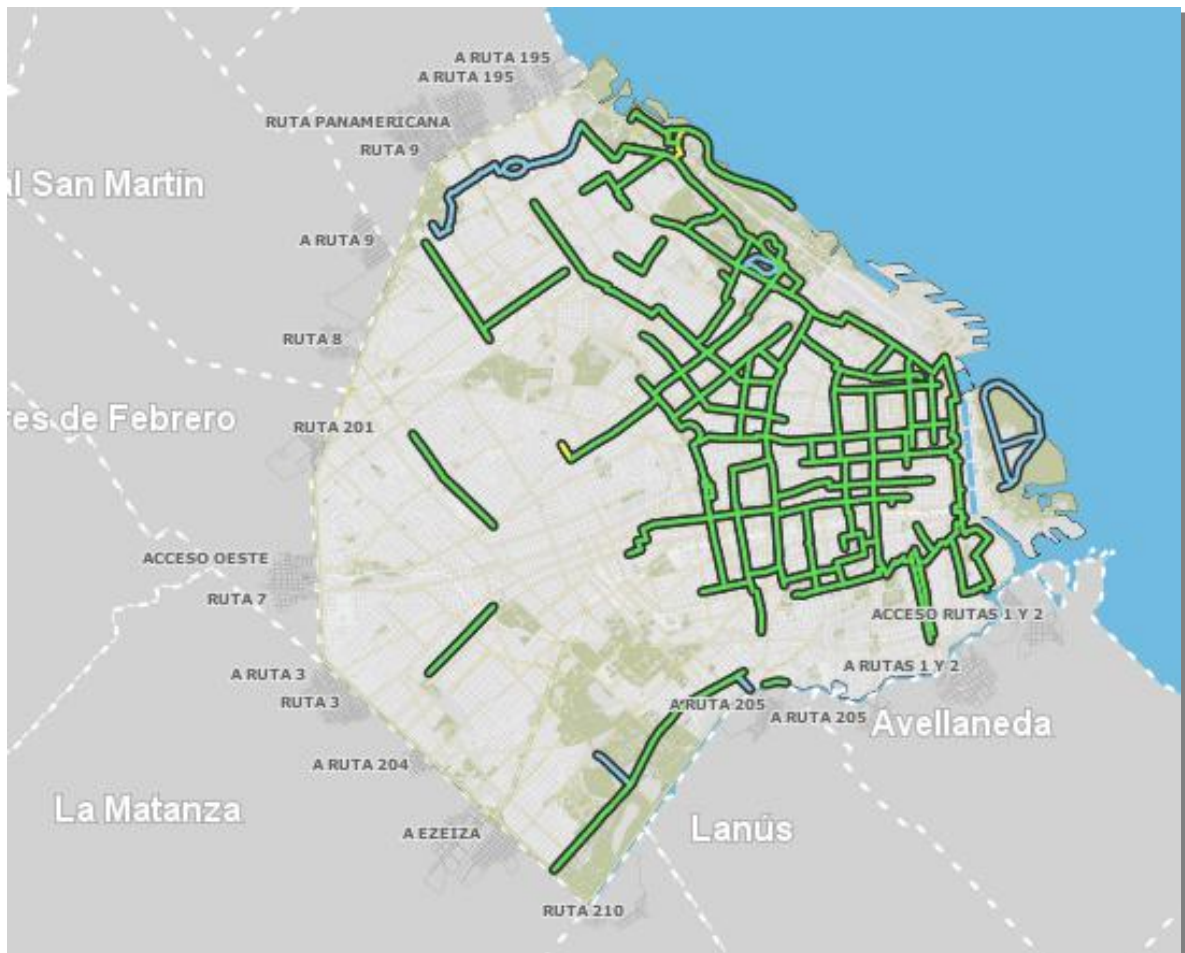 A RUTA 195
A RUTA 195
RUTA PANAMERICANA
RUTA 9
al San Martín
A RUTA 9
RUTA 8
res de Febrero
RUTA 201
ACCESO OESTE
RUTA 7
ACCESO RUTAS 1 Y 2
A RUTAS 1 Y 2
A RUTA 3
RUTA 3
A RUTA 205
A RUTA 205
Avellaneda
A RUTA 204
La Matanza
Lanús
A EZEIZA
RUTA 210